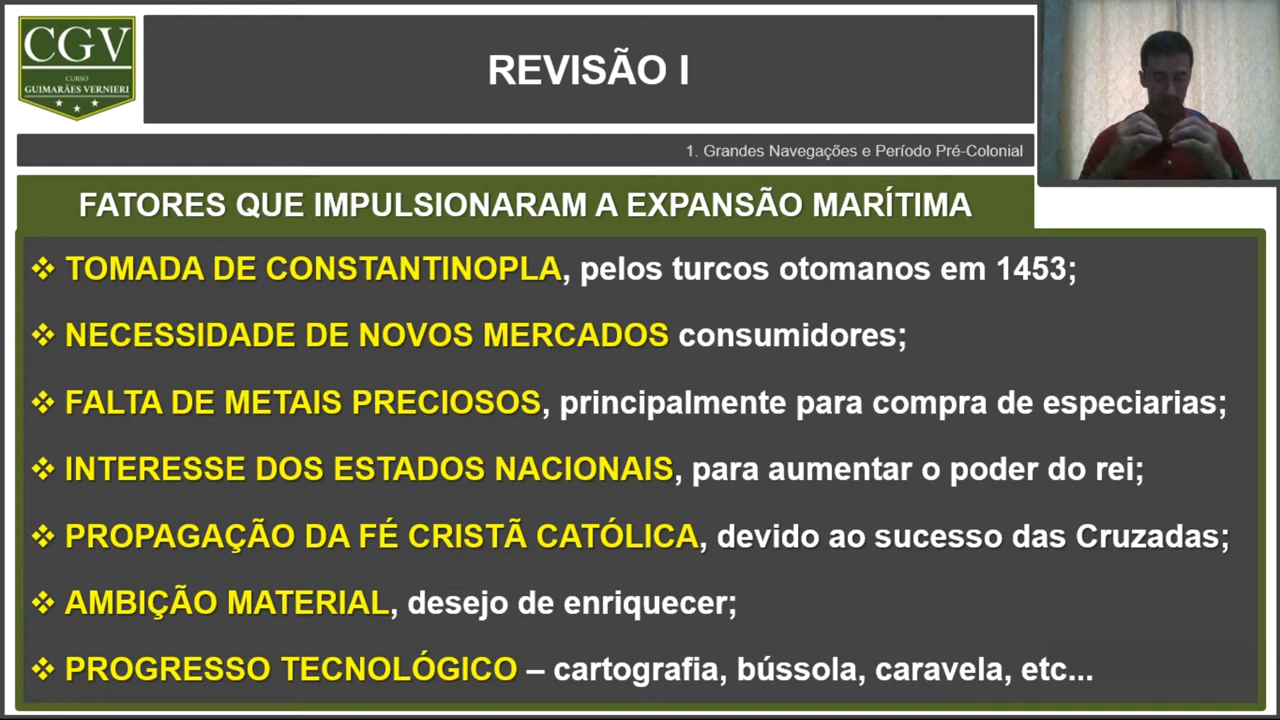 CGV
CURSO
GUIMARÃES VERNIERI
REVISÃO I
1. Grandes Navegações e Período Pré-Colonial
FATORES QUE IMPULSIONARAM A EXPANSÃO MARÍTIMA
❖ TOMADA DE CONSTANTINOPLA, pelos turcos otomanos em 1453;
❖ NECESSIDADE DE NOVOS MERCADOS consumidores;
❖ FALTA DE METAIS PRECIOSOS, principalmente para compra de especiarias;
❖ INTERESSE DOS ESTADOS NACIONAIS, para aumentar o poder do rei;
❖ PROPAGAÇÃO DA FÉ CRISTÃ CATÓLICA, devido ao sucesso das Cruzadas;
❖ AMBIÇÃO MATERIAL, desejo de enriquecer;
❖ PROGRESSO TECNOLÓGICO – cartografia, bússola, caravela, etc...